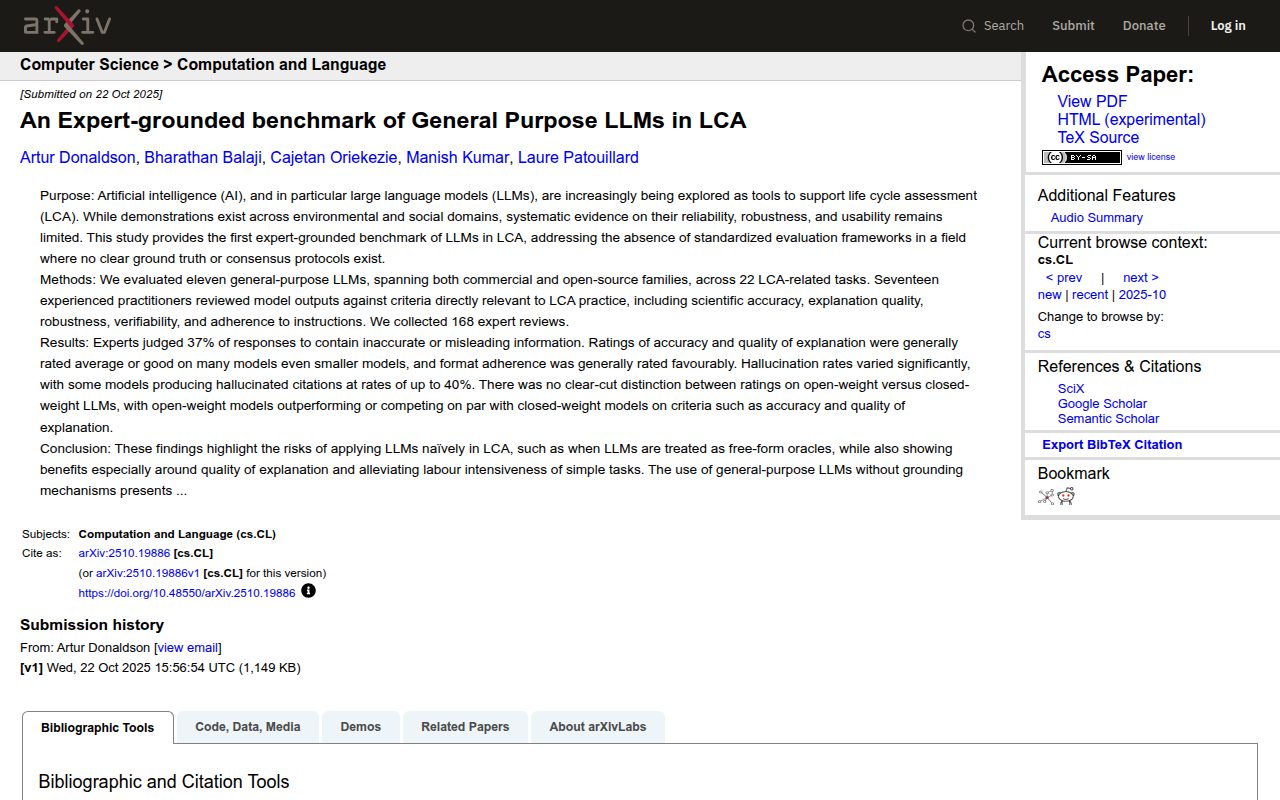 arXiv
Search Submit Donate Log in
Computer Science > Computation and Language
[Submitted on 22 Oct 2025]
An Expert-grounded benchmark of General Purpose LLMs in LCA
Artur Donaldson, Bharathan Balaji, Cajetan Oriekezie, Manish Kumar, Laure Patouillard
Purpose: Artificial intelligence (AI), and in particular large language models (LLMs), are increasingly being explored as tools to support life cycle assessment
(LCA). While demonstrations exist across environmental and social domains, systematic evidence on their reliability, robustness, and usability remains
limited. This study provides the first expert-grounded benchmark of LLMs in LCA, addressing the absence of standardized evaluation frameworks in a field
where no clear ground truth or consensus protocols exist.
Methods: We evaluated eleven general-purpose LLMs, spanning both commercial and open-source families, across 22 LCA-related tasks. Seventeen
experienced practitioners reviewed model outputs against criteria directly relevant to LCA practice, including scientific accuracy, explanation quality,
robustness, verifiability, and adherence to instructions. We collected 168 expert reviews.
Results: Experts judged 37% of responses to contain inaccurate or misleading information. Ratings of accuracy and quality of explanation were generally
rated average or good on many models even smaller models, and format adherence was generally rated favourably. Hallucination rates varied significantly,
with some models producing hallucinated citations at rates of up to 40%. There was no clear-cut distinction between ratings on open-weight versus closed-
weight LLMs, with open-weight models outperforming or competing on par with closed-weight models on criteria such as accuracy and quality of
explanation.
Conclusion: These findings highlight the risks of applying LLMs naïvely in LCA, such as when LLMs are treated as free-form oracles, while also showing
benefits especially around quality of explanation and alleviating labour intensiveness of simple tasks. The use of general-purpose LLMs without grounding
mechanisms presents ...
Subjects: Computation and Language (cs.CL)
Cite as: arXiv:2510.19886 [cs.CL]
(or arXiv:2510.19886v1 [cs.CL] for this version)
https://doi.org/10.48550/arXiv.2510.19886
Submission history
From: Artur Donaldson [view email]
[v1] Wed, 22 Oct 2025 15:56:54 UTC (1,149 KB)
Access Paper:
View PDF
HTML (experimental)
TeX Source
(cc) BY-SA view license
Additional Features
Audio Summary
Current browse context:
cs.CL
< prev | next >
new | recent | 2025-10
Change to browse by:
cs
References & Citations
SciX
Google Scholar
Semantic Scholar
Export BibTeX Citation
Bookmark
Bibliographic Tools Code, Data, Media Demos Related Papers About arXivLabs
Bibliographic and Citation Tools